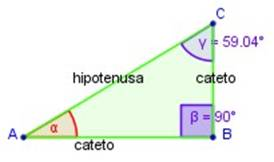 C
γ = 59.04°
hipotenusa
cateto
α
β = 90°
A
B
cateto